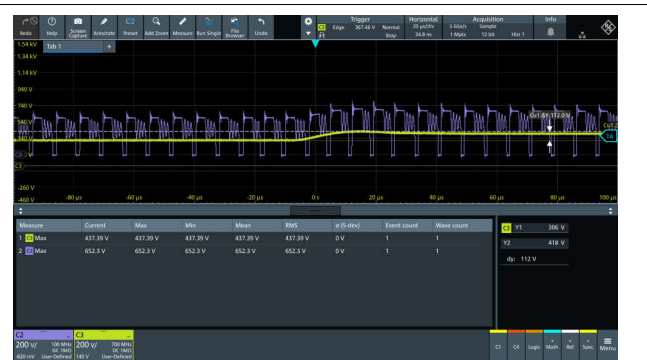 Trigger Horizontal Acquisition Info
Redo Help Screen Capture Annotate Preset Add Zoom Measure Run Single File Browser Undo
Edge 367.48 V Normal 20 µs/div 5 GSa/s Sample
Stop 34.8 ns 1 Mpts 12 bit Hist 1
1.54 kV Tab 1 +
1.34 kV
1.14 kV
940 V
740 V
540 V Cu1 ΔY:112.0 V
TA
C3
-260 V
-460 V -80 µs -60 µs -40 µs -20 µs 0 s 20 µs 40 µs 60 µs 80 µs 100 µs
Measure Current Max Min Mean RMS σ (S-dev) Event count Wave count
1 C3 Max 437.39 V 437.39 V 437.39 V 437.39 V 437.39 V 0 V 1 1
2 C2 Max 652.3 V 652.3 V 652.3 V 652.3 V 652.3 V 0 V 1 1
C3 Y1 306 V
Y2 418 V
dy: 112 V
C2 C3
200 V/ 100 MHz 200 V/ 700 MHz
DC 1MΩ DC 1MΩ
-820 mV User-Defined 140 V User-Defined
C1 C4 Logic Math Ref Spec Menu